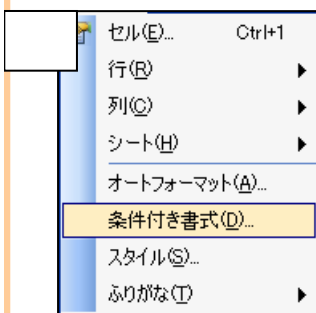 セル(E)... Ctrl+1
行(R)
列(C)
シート(H)
オートフォーマット(A)...
条件付き書式(D)...
スタイル(S)...
ふりがな(T)